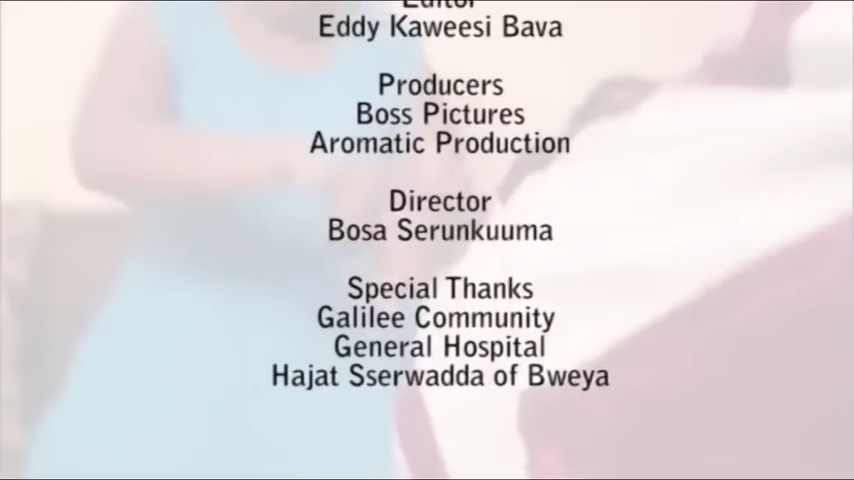 Editor
Eddy Kaweesi Bava
Producers
Boss Pictures
Aromatic Production
Director
Bosa Serunkuuma
Special Thanks
Galilee Community
General Hospital
Hajat Sserwadda of Bweya